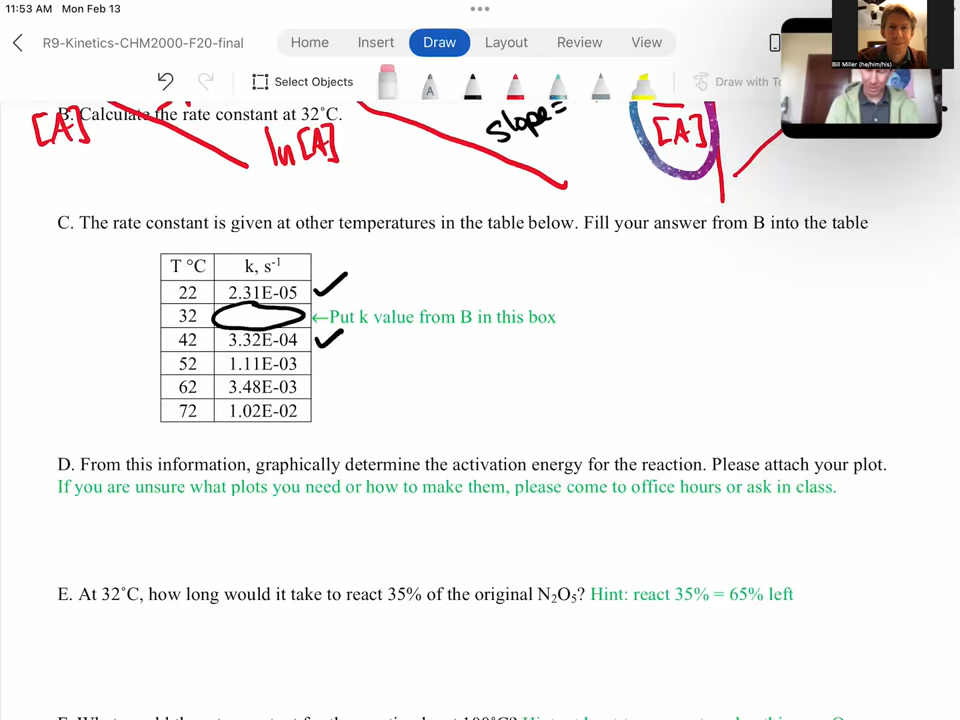 11:53 AM Mon Feb 13
R9-Kinetics-CHM2000-F20-final
Home Insert Draw Layout Review View
Select Objects
A
Draw with To
Bill Miller (he/him/his)
B. Calculate the rate constant at 32˚C.
[A]
ln[A]
slope=
[A]
C. The rate constant is given at other temperatures in the table below. Fill your answer from B into the table
T °C k, s-1
22 2.31E-05
32 ←Put k value from B in this box
42 3.32E-04
52 1.11E-03
62 3.48E-03
72 1.02E-02
D. From this information, graphically determine the activation energy for the reaction. Please attach your plot.
If you are unsure what plots you need or how to make them, please come to office hours or ask in class.
E. At 32˚C, how long would it take to react 35% of the original N₂O₅? Hint: react 35% = 65% left